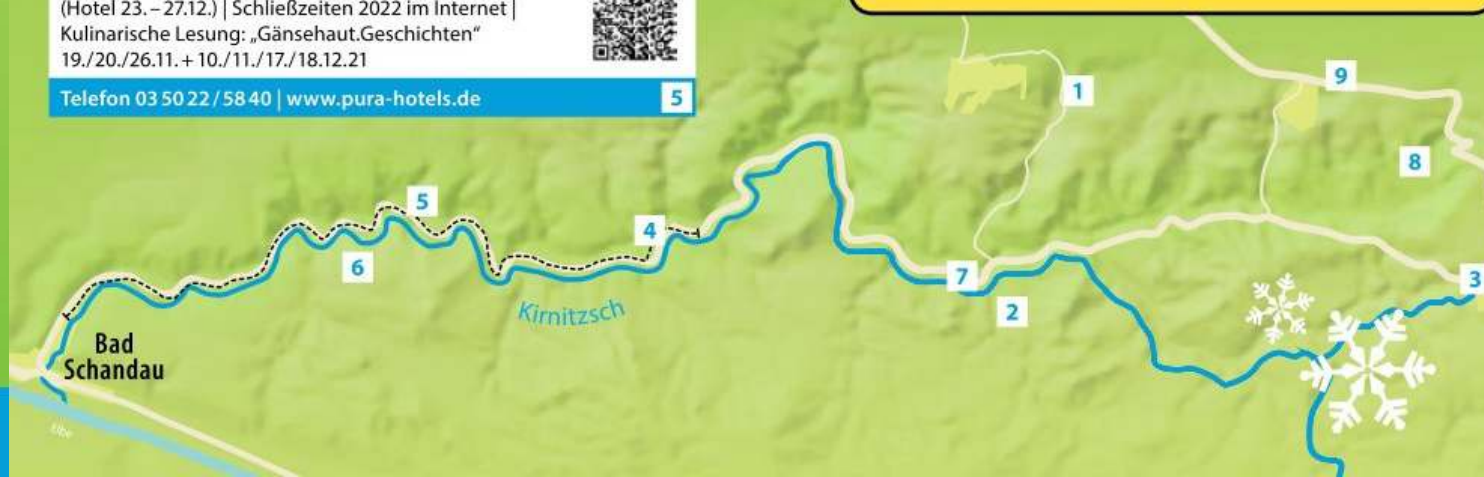 (Hotel 23. – 27.12.) | Schließzeiten 2022 im Internet |
Kulinarische Lesung: „Gänsehaut.Geschichten“
19./20./26.11. + 10./11./17./18.12.21
Telefon 03 50 22 / 58 40 | www.pura-hotels.de
5
9
1
8
5
4
6
7
3
2
Kirnitzsch
Bad
Schandau
Elbe